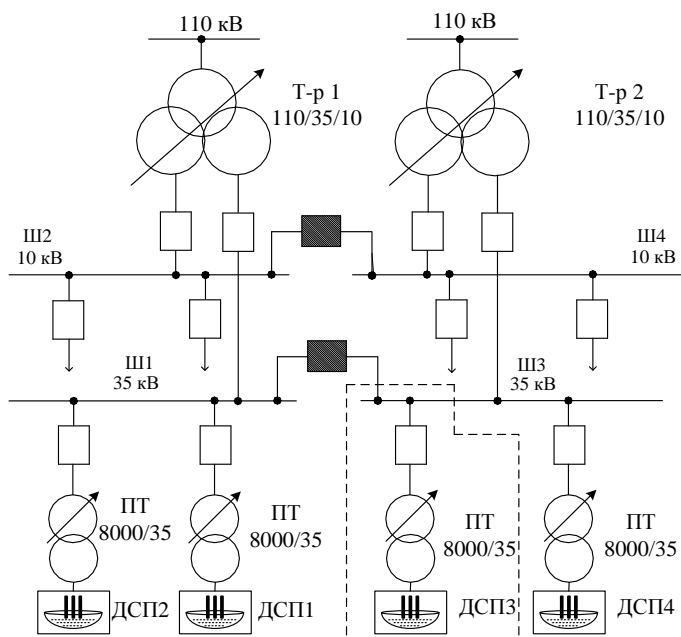 110 кВ
110 кВ
Т-р 1
110/35/10
Т-р 2
110/35/10
Ш2
10 кВ
Ш4
10 кВ
Ш1
35 кВ
Ш3
35 кВ
ПТ
8000/35
ПТ
8000/35
ПТ
8000/35
ПТ
8000/35
ДСП2
ДСП1
ДСП3
ДСП4